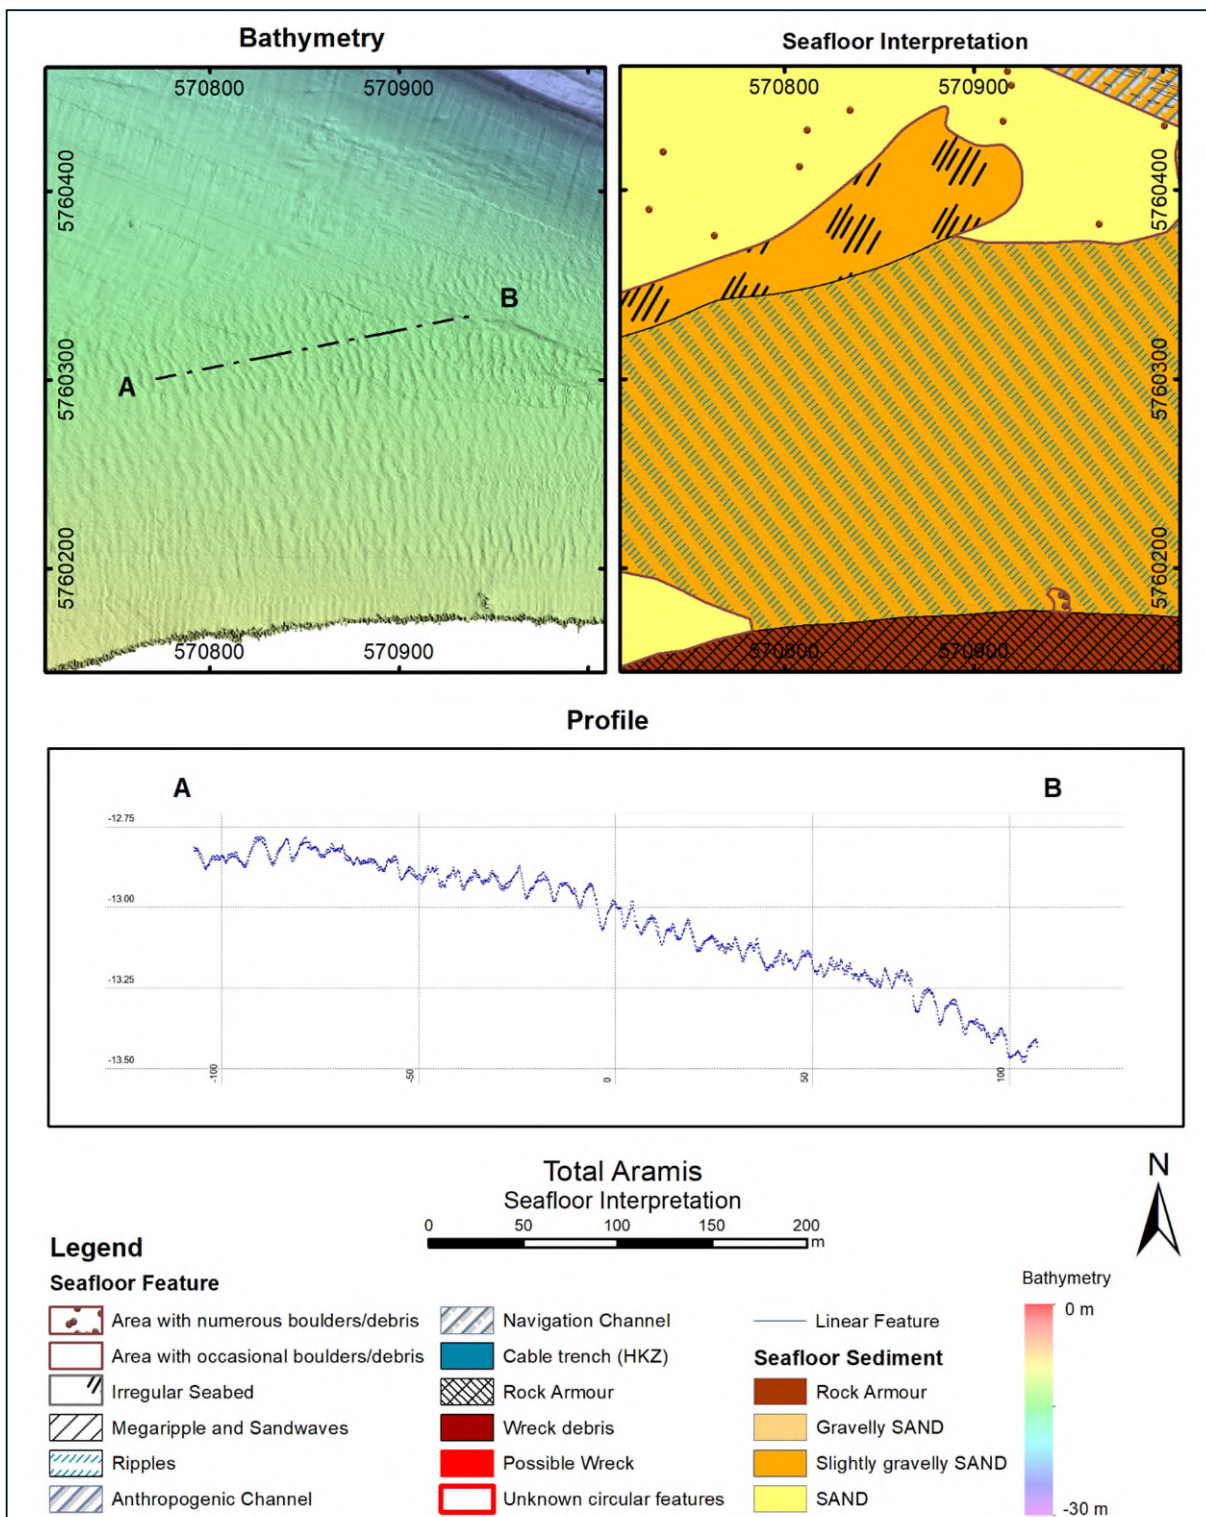 Bathymetry
Seafloor Interpretation
570800 570900
570800 570900
5760400
5760400
A
B
5760300
5760300
5760200
5760200
570800 570900
570800 570900
Profile
A
B
-12.75
-13.00
-13.25
-13.50
-100
-50
0
50
100
Total Aramis
Seafloor Interpretation
0 50 100 150 200
m
N
Legend
Seafloor Feature
Area with numerous boulders/debris
Area with occasional boulders/debris
Irregular Seabed
Megaripple and Sandwaves
Ripples
Anthropogenic Channel
Navigation Channel
Cable trench (HKZ)
Rock Armour
Wreck debris
Possible Wreck
Unknown circular features
Linear Feature
Seafloor Sediment
Rock Armour
Gravelly SAND
Slightly gravelly SAND
SAND
Bathymetry
0 m
-30 m